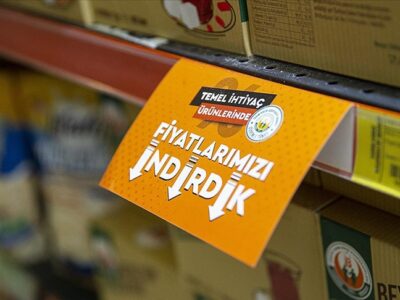 TEMEL İHTİYAÇ
ÜRÜNLERİNDE
FİYATLARIMIZI
İNDİRDİK